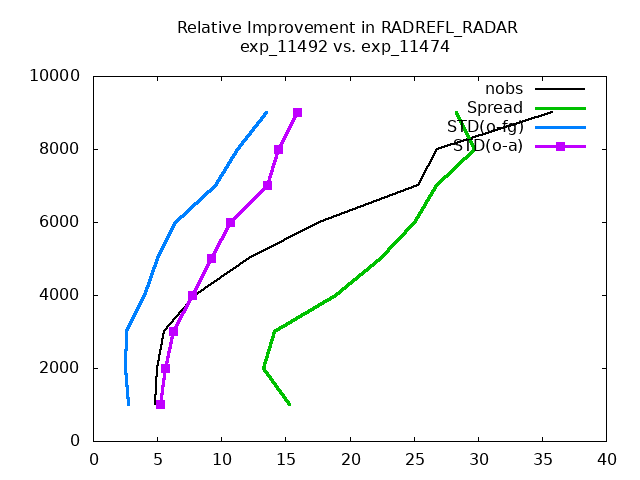 Relative Improvement in RADREFL_RADAR
exp_11492 vs. exp_11474
10000
8000
6000
4000
2000
0
nobs
Spread
STD(o-fg)
STD(o-a)
0 5 10 15 20 25 30 35 40